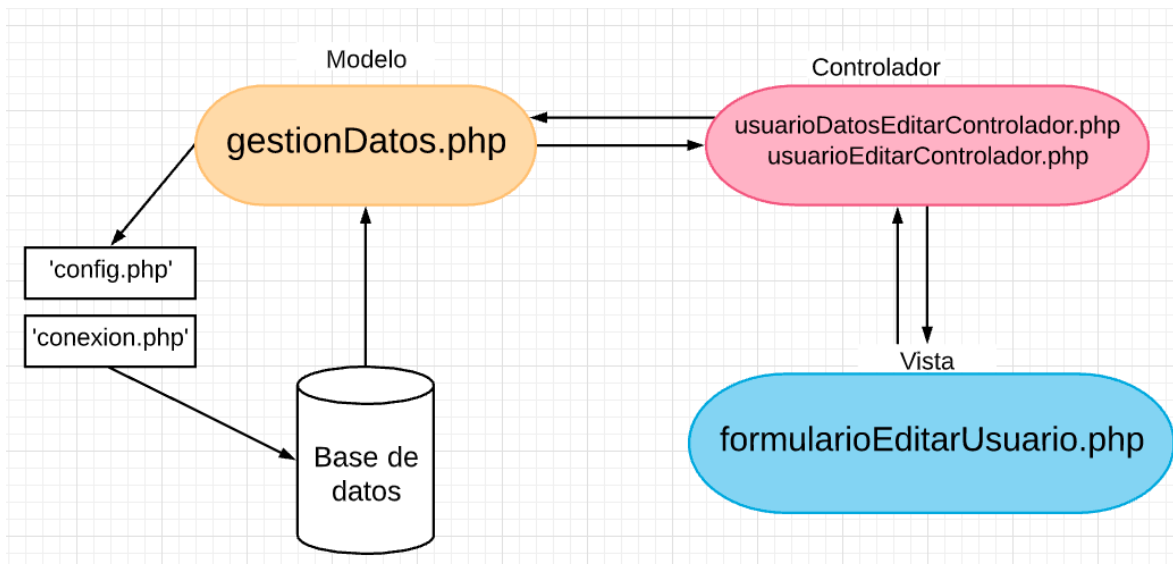 Modelo
gestionDatos.php
Controlador
usuarioDatosEditarControlador.php
usuarioEditarControlador.php
'config.php'
'conexion.php'
Base de
datos
Vista
formularioEditarUsuario.php